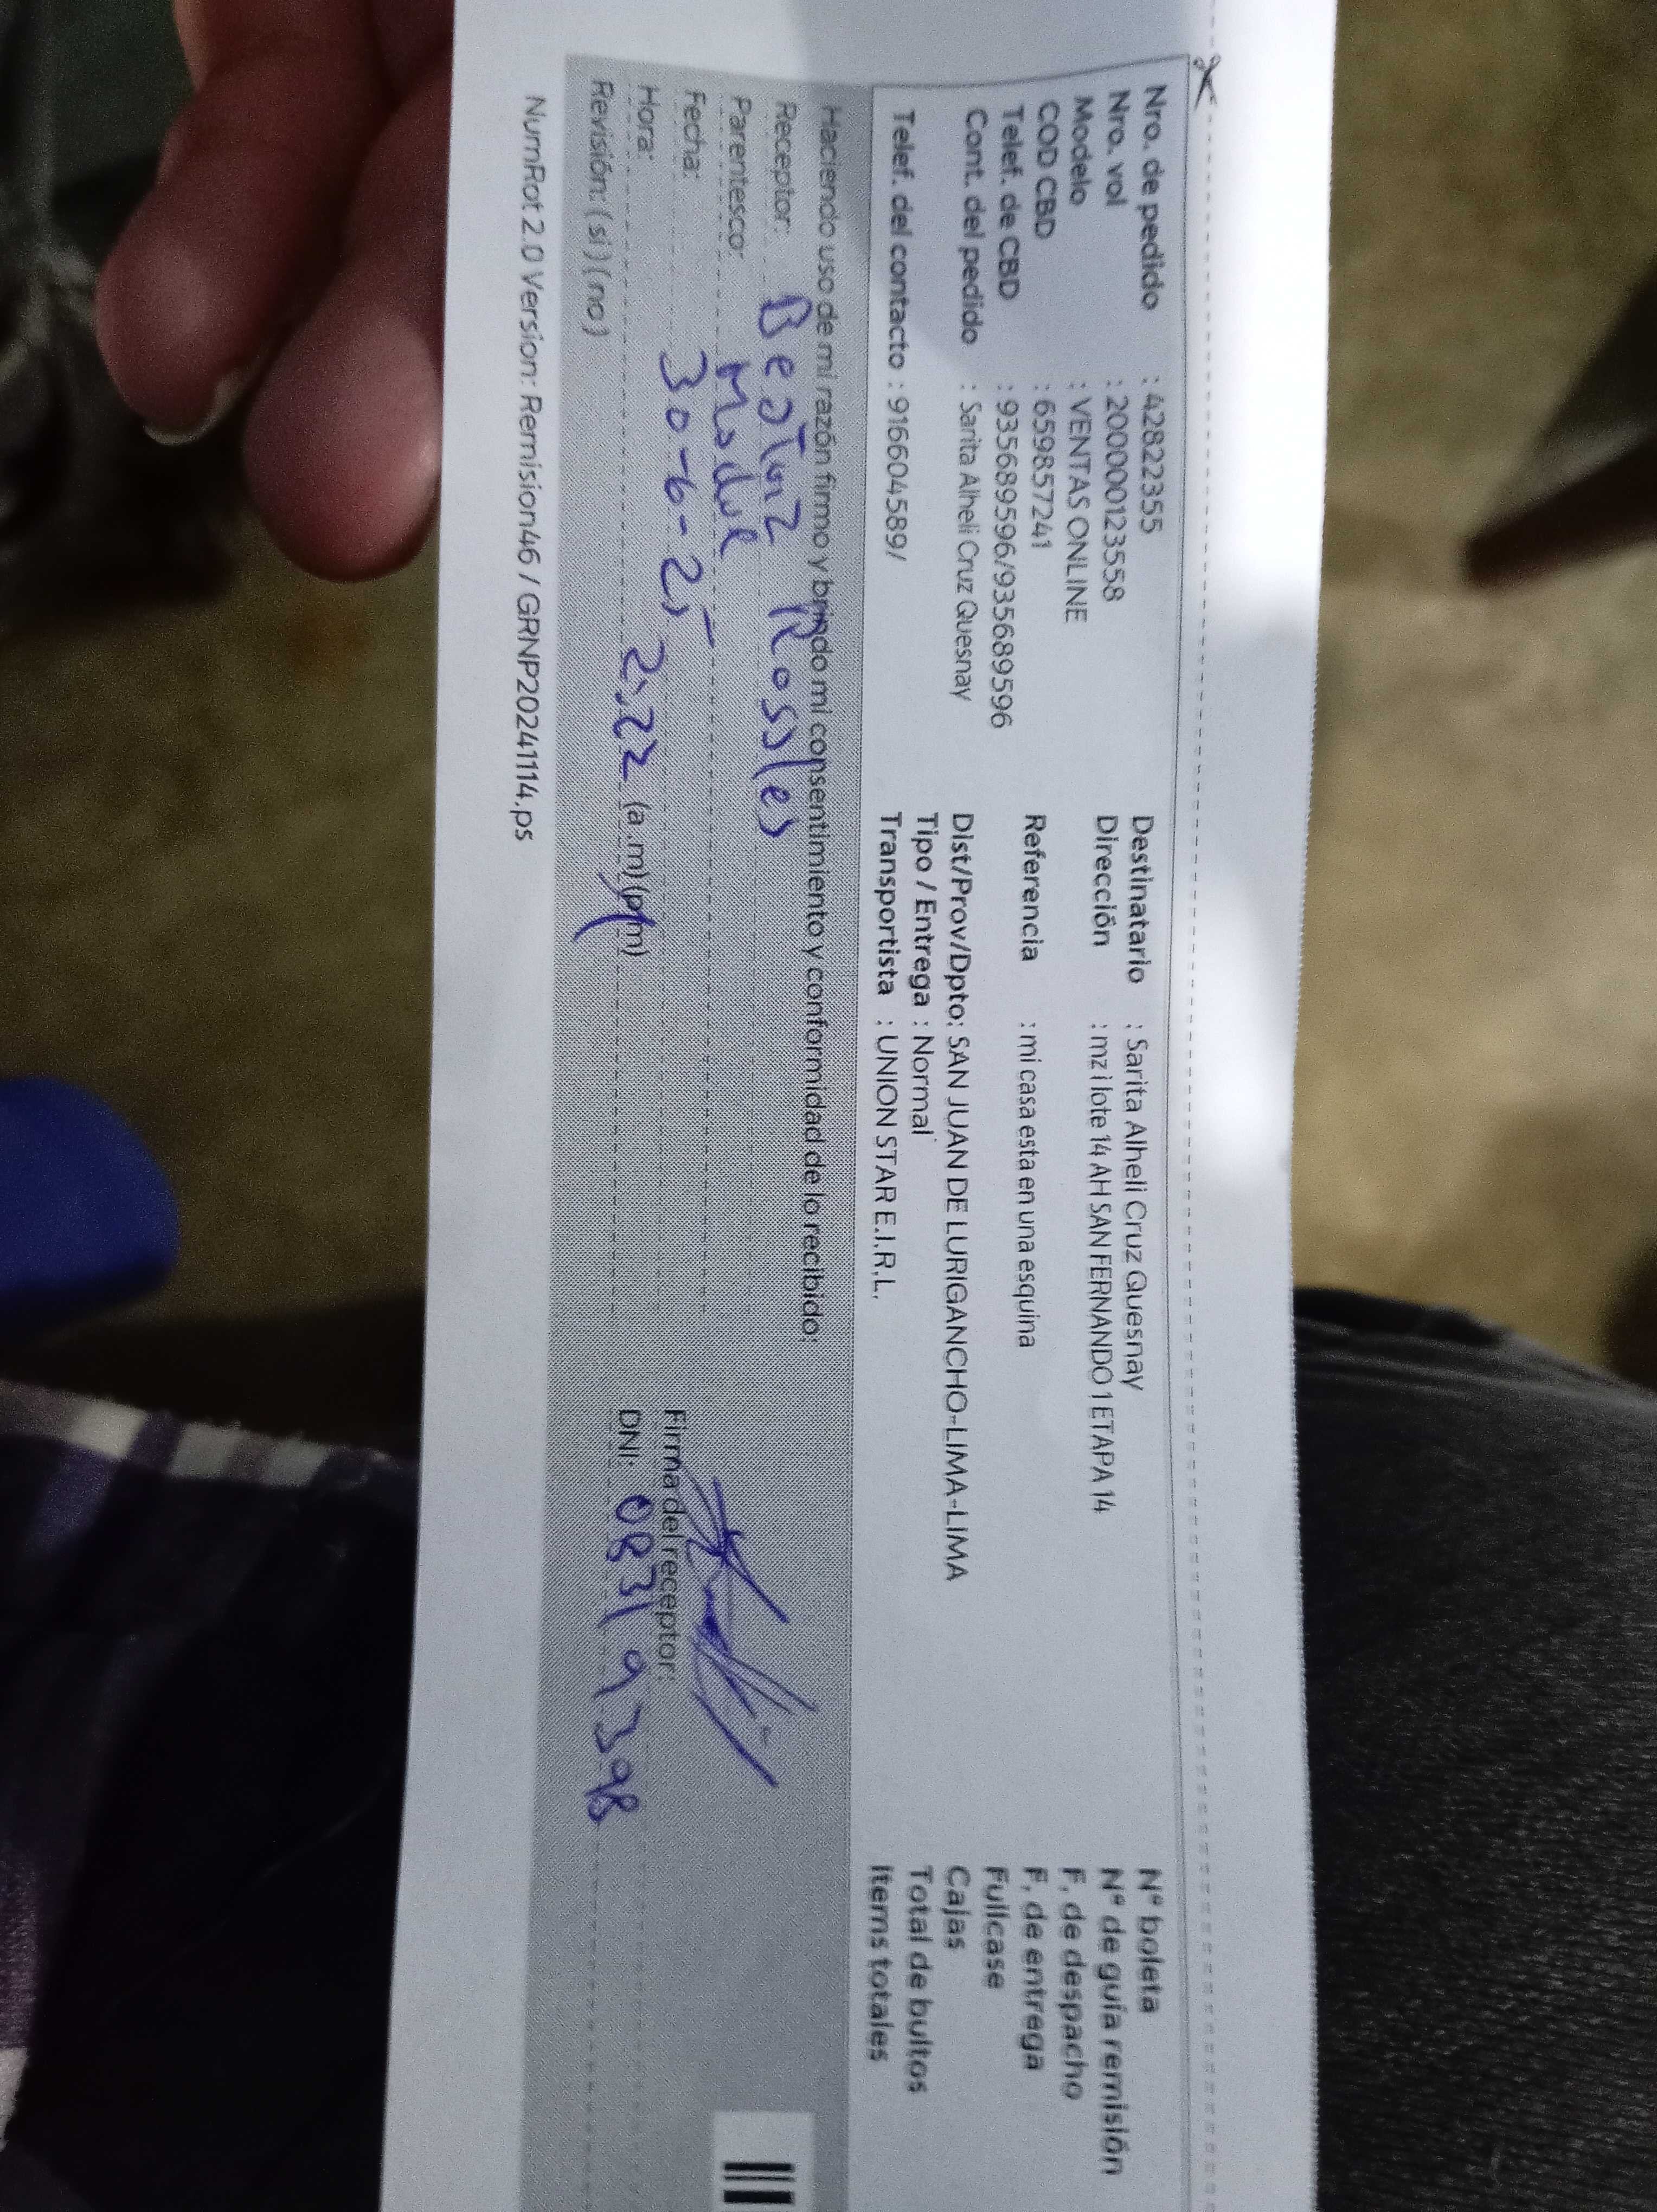 Nro. de pedido : 42822355
Nro. vol : 2000000123558
Modelo : VENTAS ONLINE
COD CBD : 659857241
Telef. de CBD : 935689596/935689596
Cont. del pedido : Sarita Alheli Cruz Quesnay
Telef. del contacto : 916604589/
Destinatario : Sarita Alheli Cruz Quesnay
Dirección : mz i lote 14 AH SAN FERNANDO 1 ETAPA 14
Referencia : mi casa esta en una esquina
Dist/Prov/Dpto: SAN JUAN DE LURIGANCHO-LIMA-LIMA
Tipo / Entrega : Normal
Transportista : UNION STAR E.I.R.L.
N° boleta
N° de guía remisión
F. de despacho
F. de entrega
Fullcase
Cajas
Total de bultos
Items totales
Haciendo uso de mi razón firmo y brindo mi consentimiento y conformidad de lo recibido:
Receptor: Beatriz Rosales
Parentesco: Madre
Fecha: 30-6-25
Hora: 2:22 (a.m)(p.m)
Revisión: (si) (no)
Firma del receptor:
DNI: 08319398
NumRot 2.0 Version: Remision46 / GRNP20241114.ps